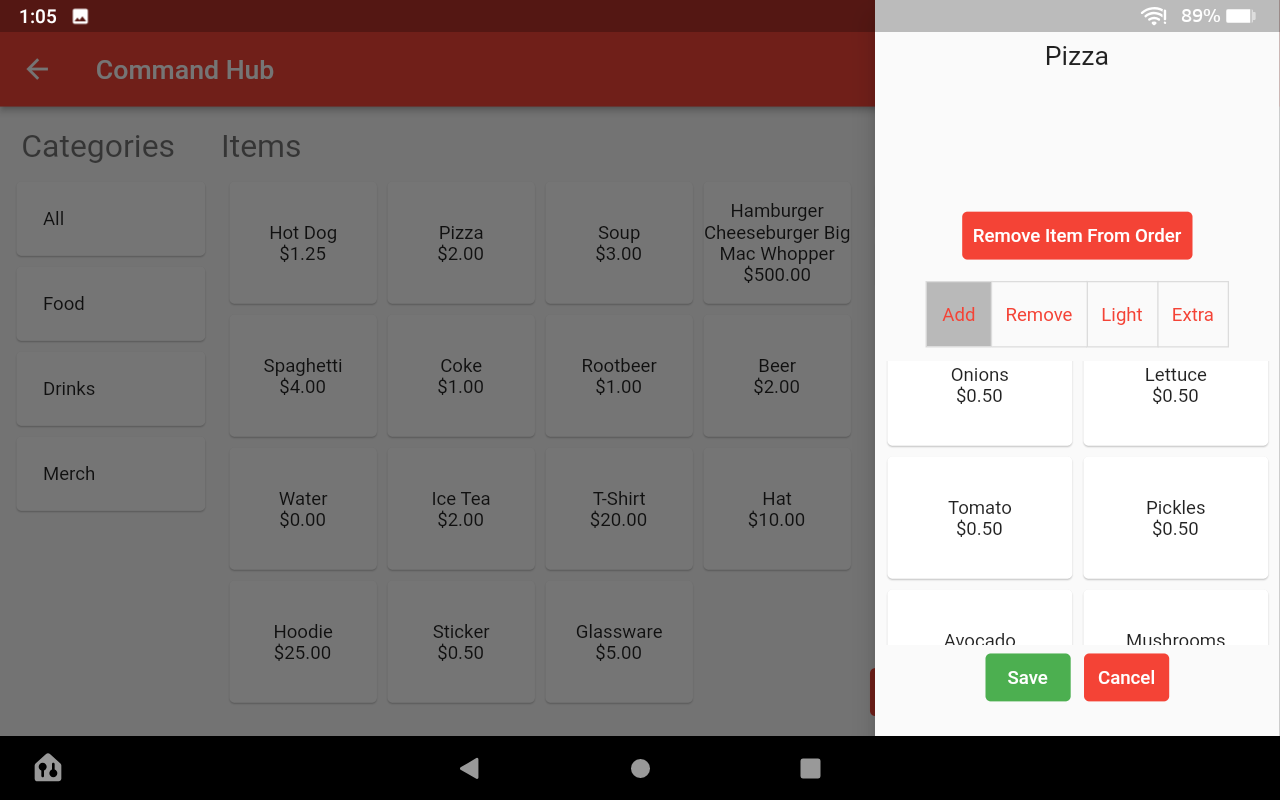 1:05
89%
Command Hub
Categories
Items
All
Food
Drinks
Merch
Hot Dog
$1.25
Pizza
$2.00
Soup
$3.00
Hamburger
Cheeseburger Big
Mac Whopper
$500.00
Spaghetti
$4.00
Coke
$1.00
Rootbeer
$1.00
Beer
$2.00
Water
$0.00
Ice Tea
$2.00
T-Shirt
$20.00
Hat
$10.00
Hoodie
$25.00
Sticker
$0.50
Glassware
$5.00
Pizza
Remove Item From Order
Add
Remove
Light
Extra
Onions
$0.50
Lettuce
$0.50
Tomato
$0.50
Pickles
$0.50
Avocado
Mushrooms
Save
Cancel